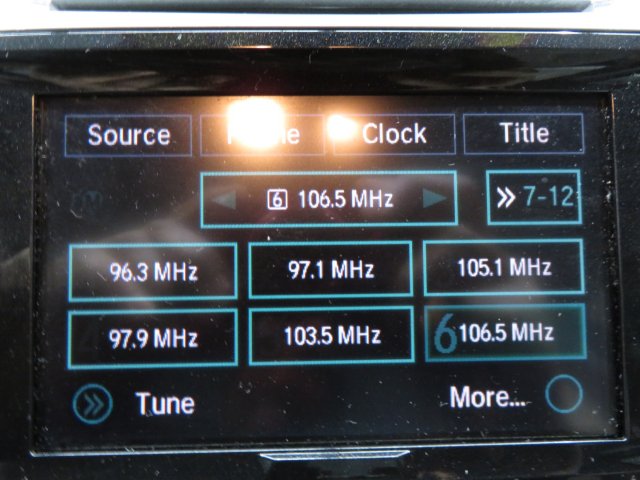 Source Clock Title
6 106.5 MHz 7-12
96.3 MHz 97.1 MHz 105.1 MHz
97.9 MHz 103.5 MHz 6 106.5 MHz
Tune More...